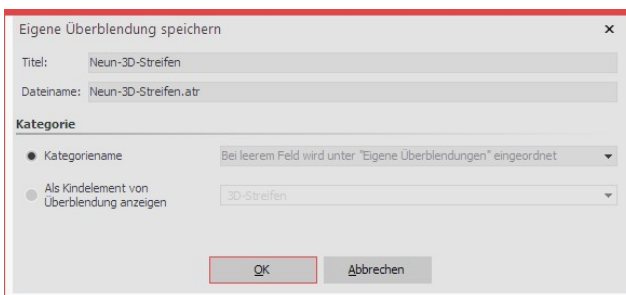 Eigene Überblendung speichern
Titel: Neun-3D-Streifen
Dateiname: Neun-3D-Streifen.atr
Kategorie
Kategoriename Bei leerem Feld wird unter "Eigene Überblendungen" eingeordnet
Als Kindelement von
Überblendung anzeigen 3D-Streifen
OK Abbrechen